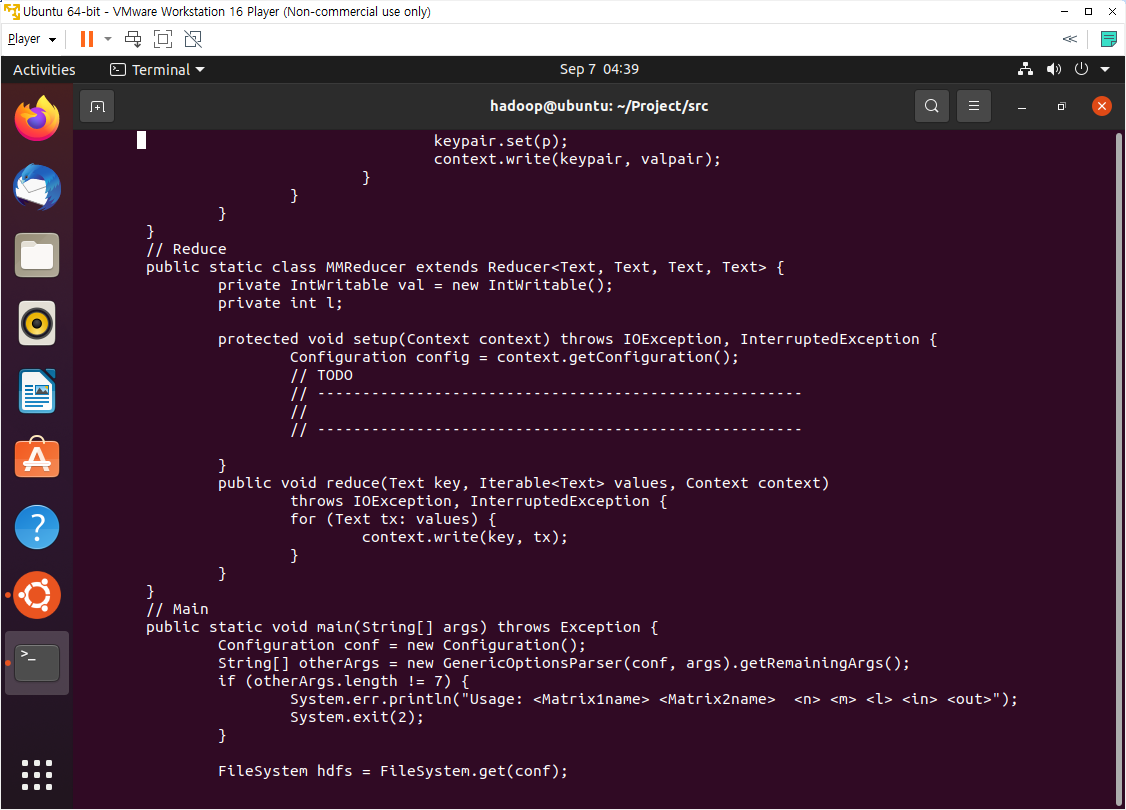 Ubuntu 64-bit - VMware Workstation 16 Player (Non-commercial use only)
Player
Activities
Terminal
Sep 7 04:39
hadoop@ubuntu: ~/Project/src
keypair.set(p);
context.write(keypair, valpair);
}
}
}
}
// Reduce
public static class MMReducer extends Reducer<Text, Text, Text, Text> {
private IntWritable val = new IntWritable();
private int l;
protected void setup(Context context) throws IOException, InterruptedException {
Configuration config = context.getConfiguration();
// TODO
// ------------------------------------------------------
//
// ------------------------------------------------------
}
public void reduce(Text key, Iterable<Text> values, Context context)
throws IOException, InterruptedException {
for (Text tx: values) {
context.write(key, tx);
}
}
}
// Main
public static void main(String[] args) throws Exception {
Configuration conf = new Configuration();
String[] otherArgs = new GenericOptionsParser(conf, args).getRemainingArgs();
if (otherArgs.length != 7) {
System.err.println("Usage: <Matrix1name> <Matrix2name>  <n> <m> <l> <in> <out>");
System.exit(2);
}
FileSystem hdfs = FileSystem.get(conf);